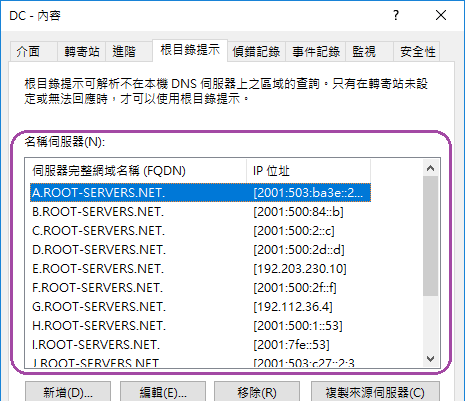 DC - 內容
介面 轉寄站 進階 根目錄提示 偵錯記錄 事件記錄 監視 安全性
根目錄提示可解析不在本機 DNS 伺服器上之區域的查詢。只有在轉寄站未設
定或無法回應時，才可以使用根目錄提示。
名稱伺服器(N):
伺服器完整網域名稱 (FQDN) IP 位址
A.ROOT-SERVERS.NET. [2001:503:ba3e::2...
B.ROOT-SERVERS.NET. [2001:500:84::b]
C.ROOT-SERVERS.NET. [2001:500:2::c]
D.ROOT-SERVERS.NET. [2001:500:2d::d]
E.ROOT-SERVERS.NET. [192.203.230.10]
F.ROOT-SERVERS.NET. [2001:500:2f::f]
G.ROOT-SERVERS.NET. [192.112.36.4]
H.ROOT-SERVERS.NET. [2001:500:1::53]
I.ROOT-SERVERS.NET. [2001:7fe::53]
J.ROOT-SERVERS.NET. [2001:503:c27::2:3
新增(D)... 編輯(E)... 移除(R) 複製來源伺服器(C)